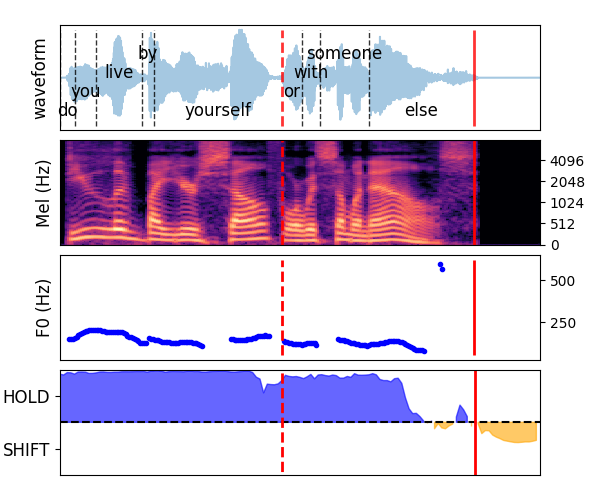 waveform
do you live by yourself or with someone else
Mel (Hz)
4096
2048
1024
512
0
F0 (Hz)
500
250
HOLD
SHIFT